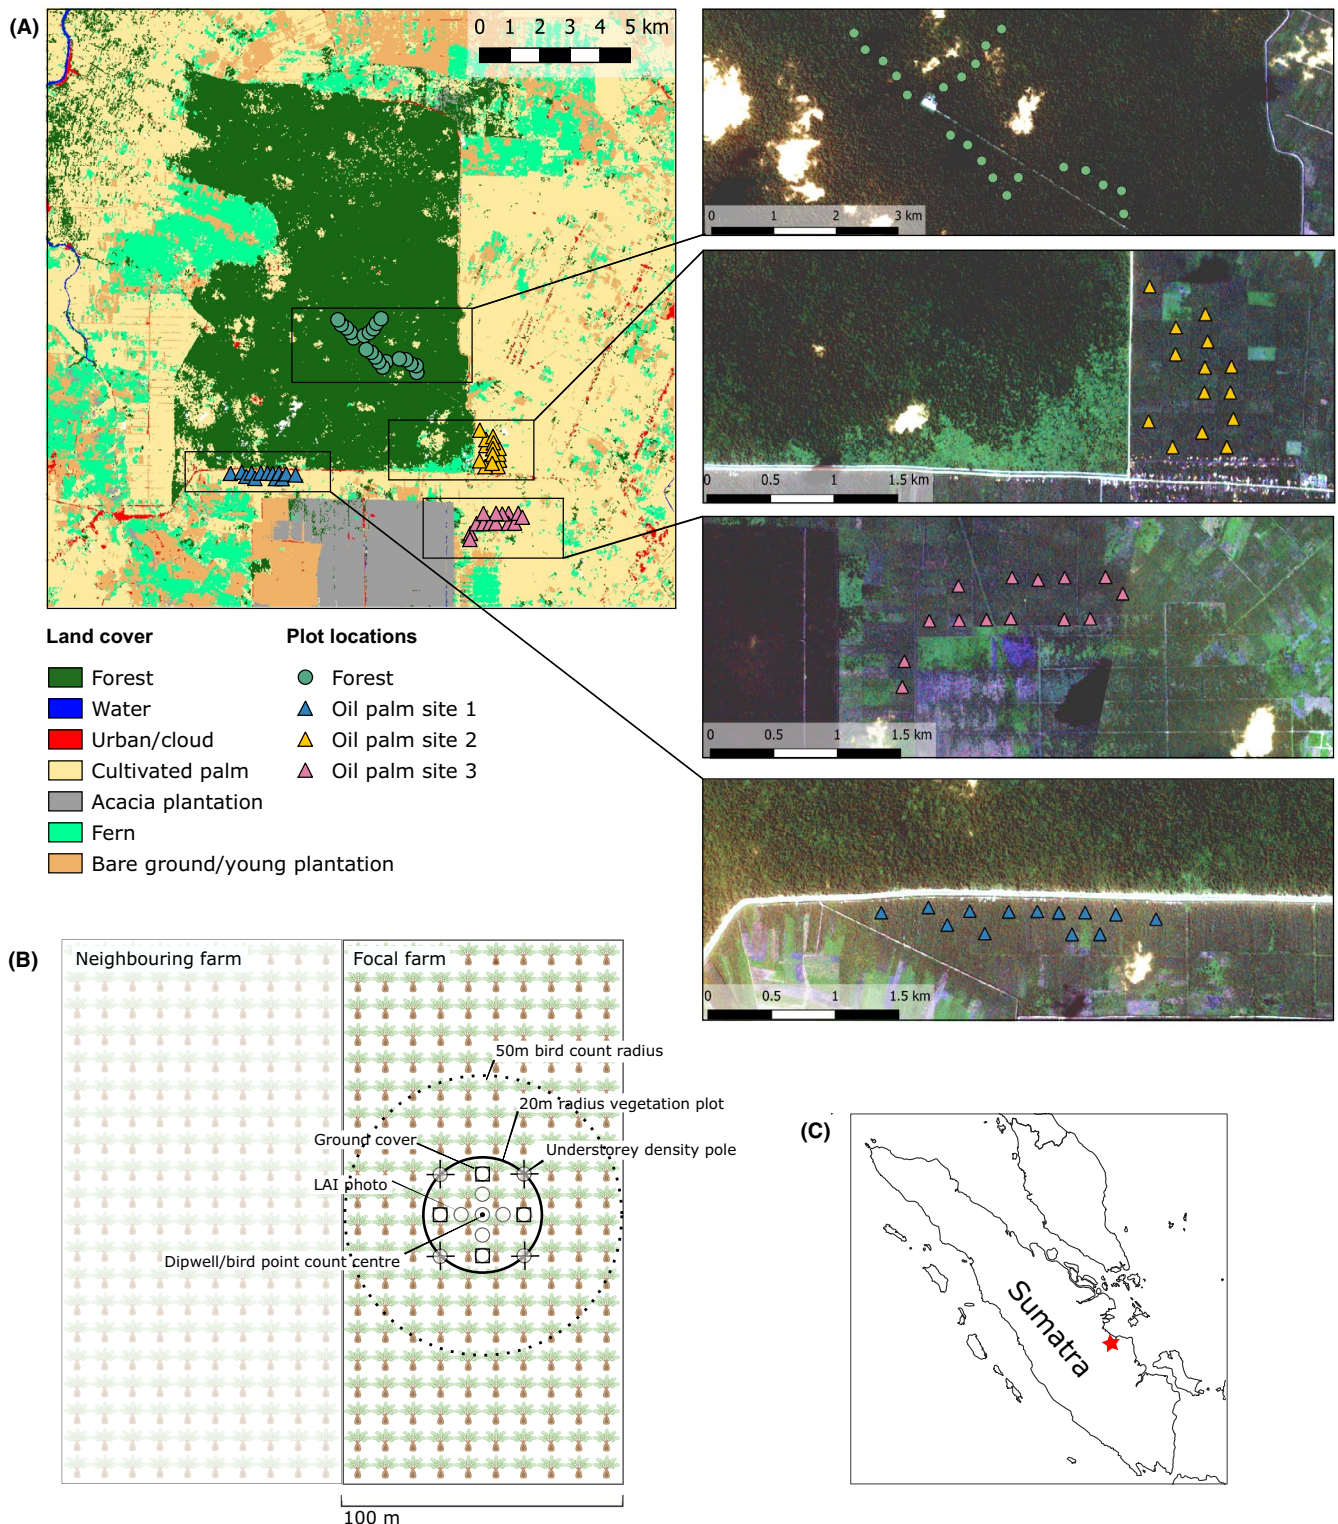 (A)
0 1 2 3 4 5 km
0 1 2 3 km
0 0.5 1 1.5 km
0 0.5 1 1.5 km
0 0.5 1 1.5 km
Land cover
Forest
Water
Urban/cloud
Cultivated palm
Acacia plantation
Fern
Bare ground/young plantation
Plot locations
Forest
Oil palm site 1
Oil palm site 2
Oil palm site 3
(B)
Neighbouring farm
Focal farm
50m bird count radius
20m radius vegetation plot
Ground cover
Understorey density pole
LAI photo
Dipwell/bird point count centre
100 m
(C)
Sumatra